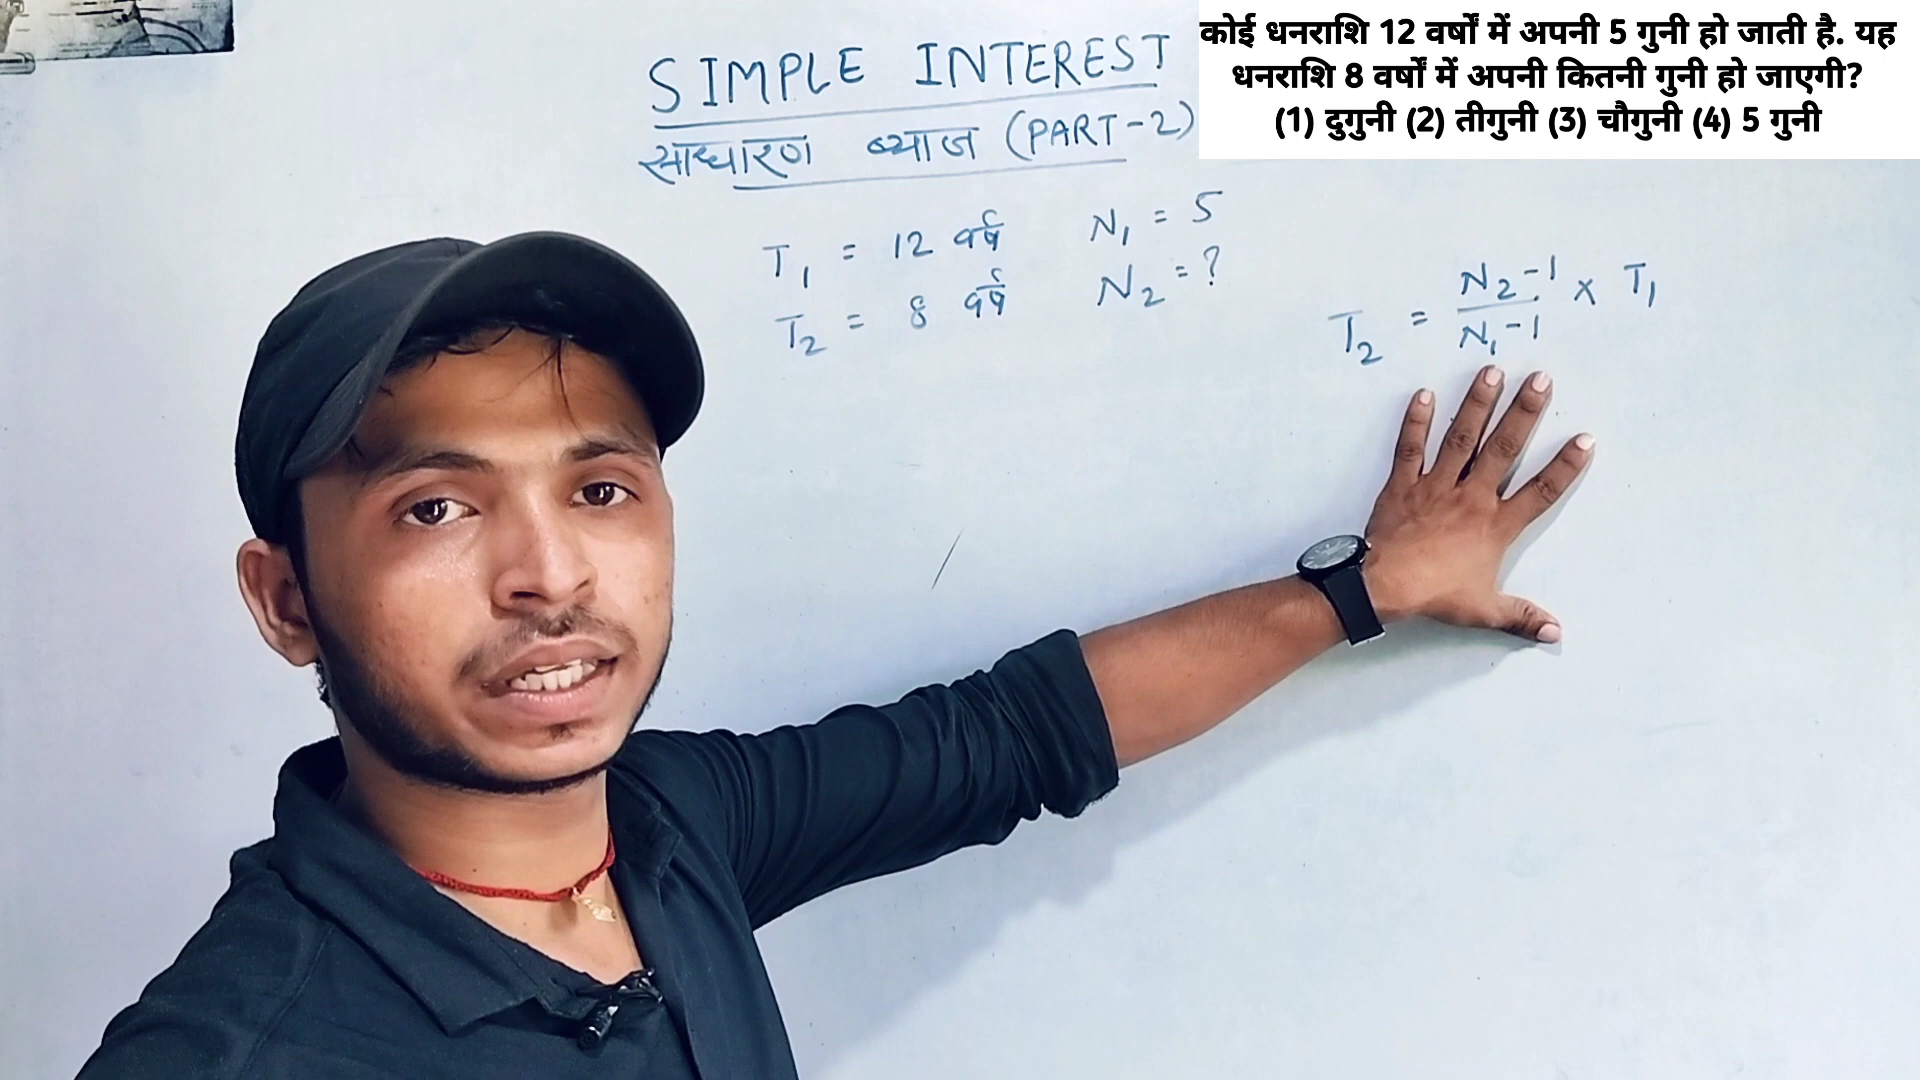 SIMPLE INTEREST
साधारण ब्याज (PART-2)
कोई धनराशि 12 वर्षों में अपनी 5 गुनी हो जाती है. यह
धनराशि 8 वर्षों में अपनी कितनी गुनी हो जाएगी?
(1) दुगुनी (2) तीगुनी (3) चौगुनी (4) 5 गुनी
T₁ = 12 वर्ष N₁ = 5
T₂ = 8 वर्ष N₂ = ?
T₂ = (N₂-1)/(N₁-1) × T₁